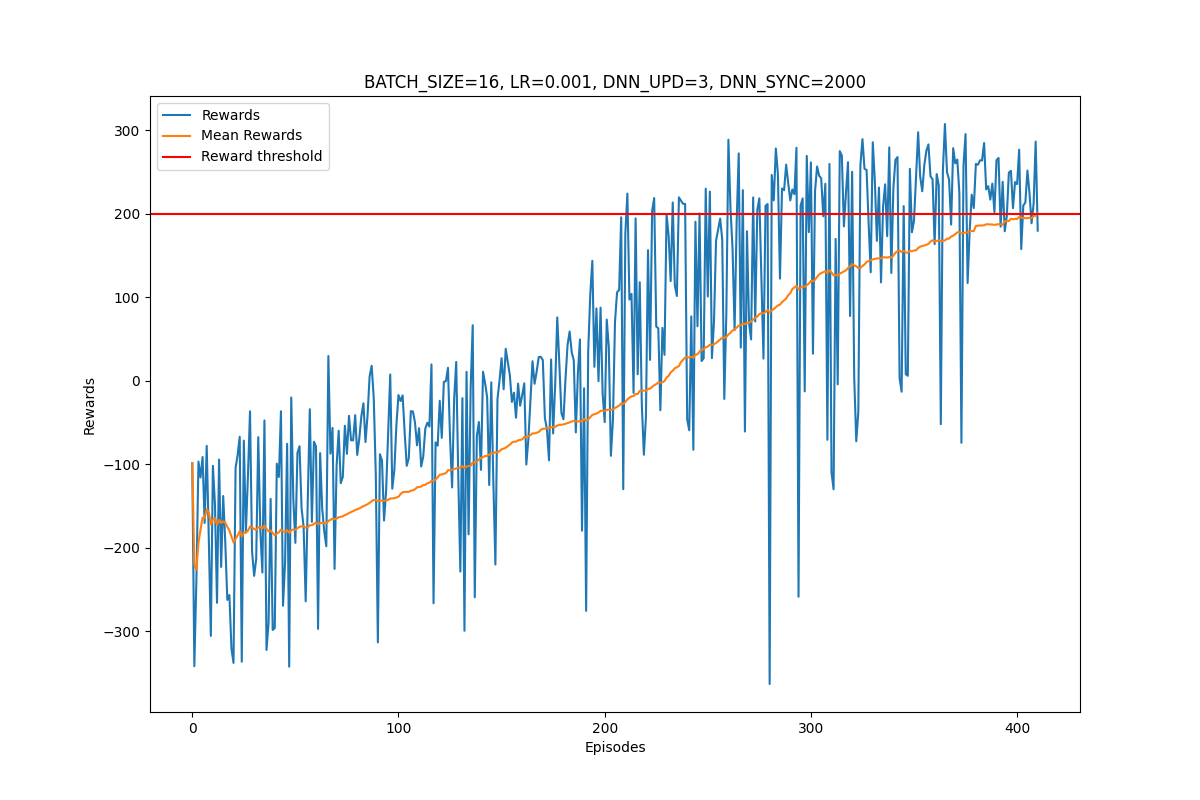 BATCH_SIZE=16, LR=0.001, DNN_UPD=3, DNN_SYNC=2000
Rewards
Mean Rewards
Reward threshold
300
200
100
0
−100
−200
−300
Rewards
0 100 200 300 400
Episodes